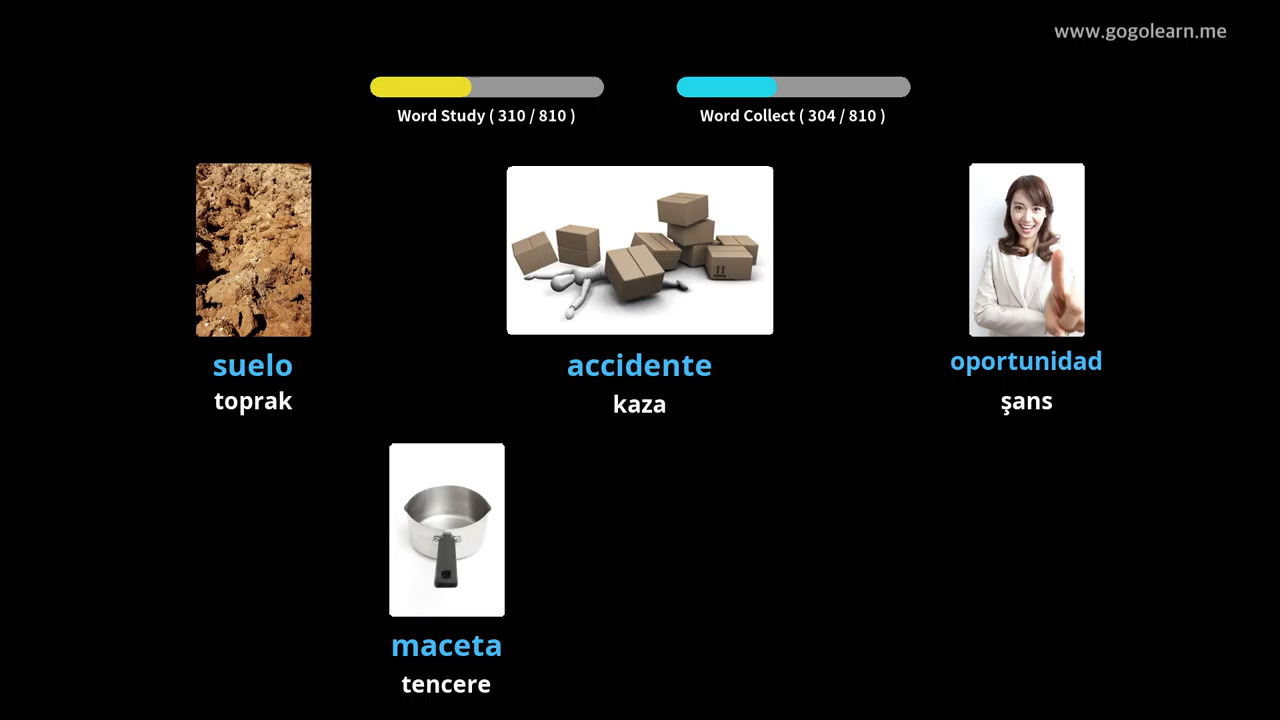 www.gogolearn.me
Word Study ( 310 / 810 )
Word Collect ( 304 / 810 )
suelo
toprak
accidente
kaza
oportunidad
şans
maceta
tencere